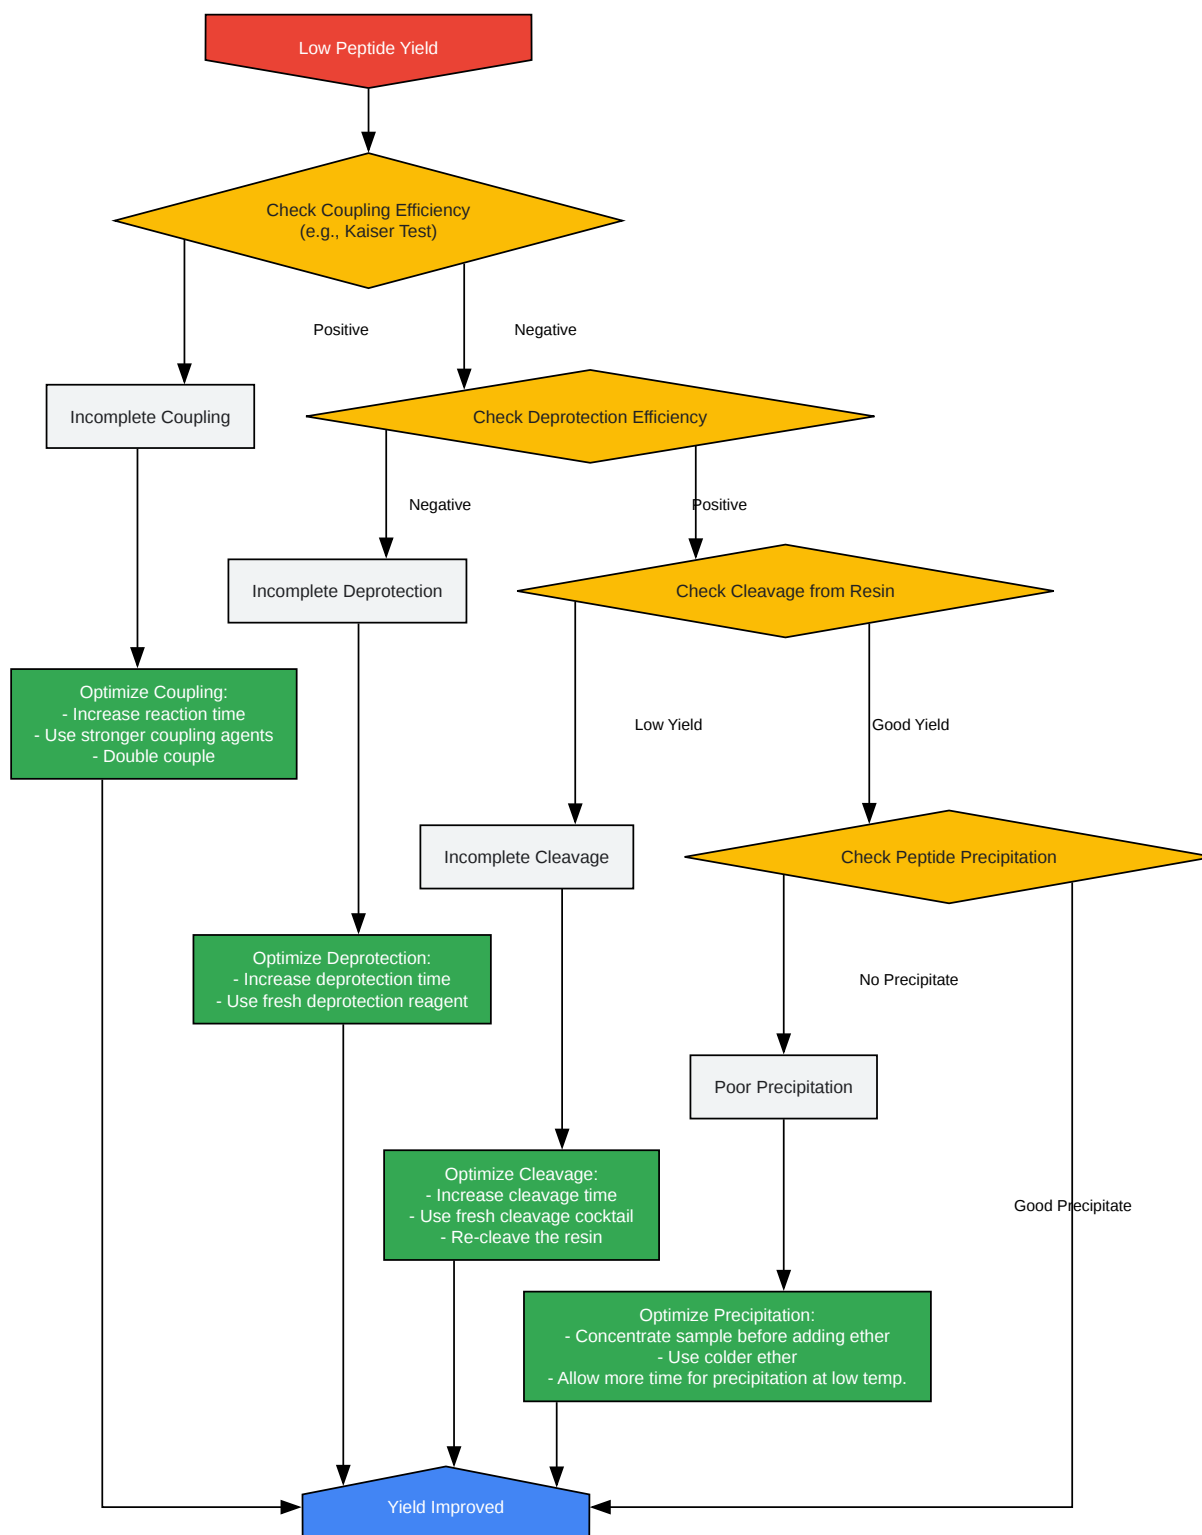 Low Peptide Yield
Check Coupling Efficiency
(e.g., Kaiser Test)
Positive
Negative
Incomplete Coupling
Check Deprotection Efficiency
Negative
Positive
Incomplete Deprotection
Check Cleavage from Resin
Optimize Coupling:
- Increase reaction time
- Use stronger coupling agents
- Double couple
Low Yield
Good Yield
Incomplete Cleavage
Check Peptide Precipitation
Optimize Deprotection:
- Increase deprotection time
- Use fresh deprotection reagent
No Precipitate
Poor Precipitation
Optimize Cleavage:
- Increase cleavage time
- Use fresh cleavage cocktail
- Re-cleave the resin
Good Precipitate
Optimize Precipitation:
- Concentrate sample before adding ether
- Use colder ether
- Allow more time for precipitation at low temp.
Yield Improved